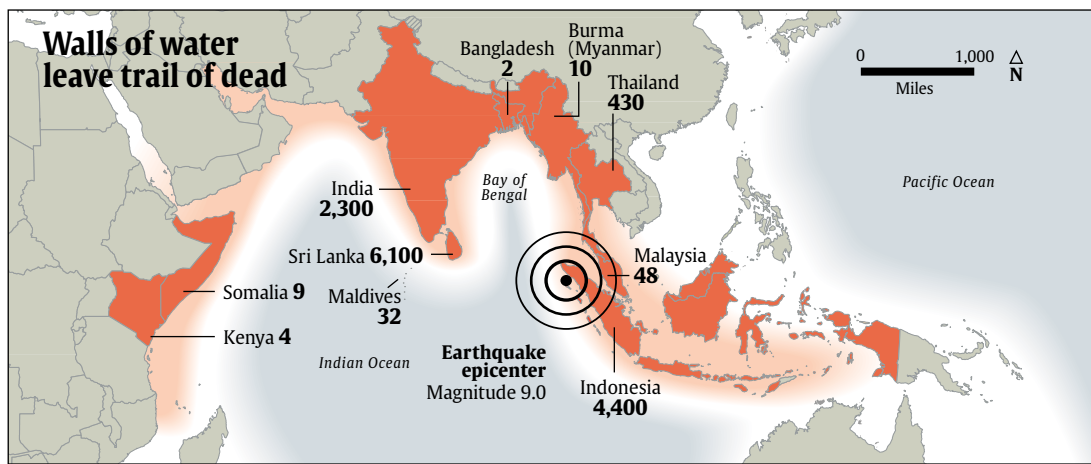 Walls of water
leave trail of dead
Bangladesh
2
Burma
(Myanmar)
10
Thailand
430
0 1,000
Miles
N
India
2,300
Bay of
Bengal
Pacific Ocean
Sri Lanka 6,100
Malaysia
48
Somalia 9
Maldives
32
Kenya 4
Indian Ocean
Earthquake
epicenter
Magnitude 9.0
Indonesia
4,400